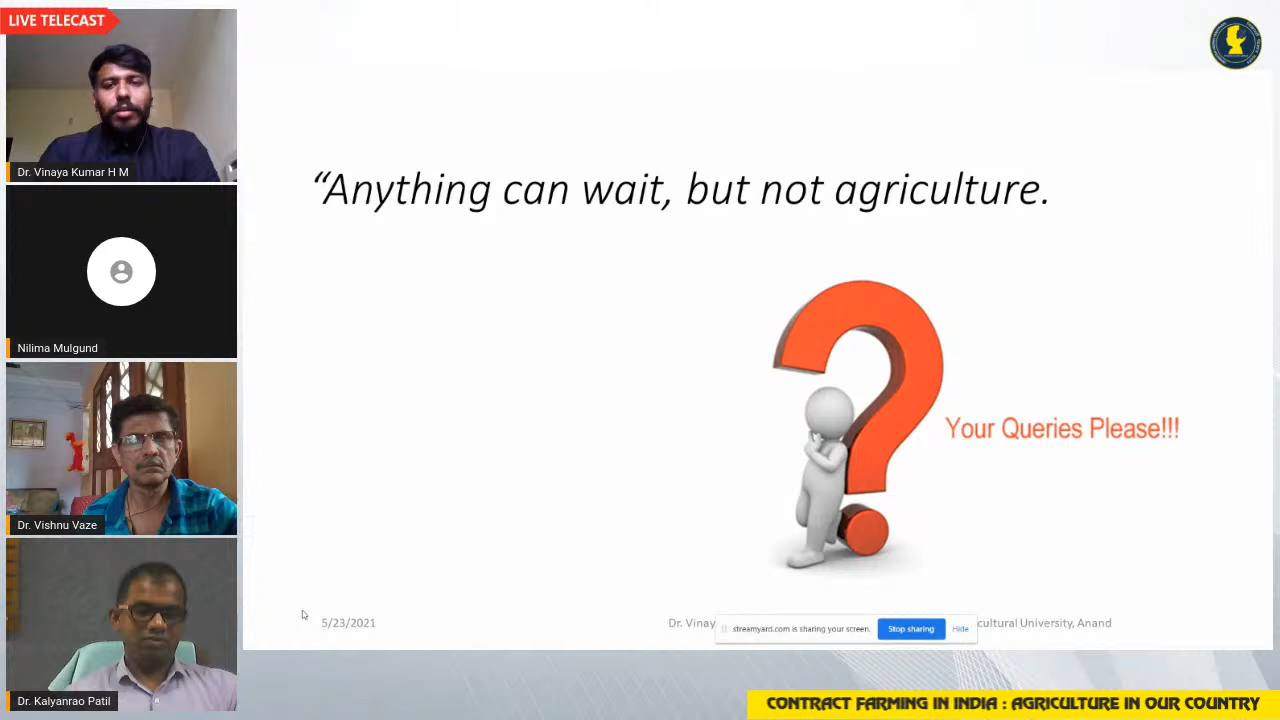 LIVE TELECAST
Dr. Vinaya Kumar H M
Nilima Mulgund
Dr. Vishnu Vaze
Dr. Kalyanrao Patil
“Anything can wait, but not agriculture.
Your Queries Please!!!
5/23/2021
Dr. Vinay
cultural University, Anand
streamyard.com is sharing your screen.
Stop sharing
Hide
CONTRACT FARMING IN INDIA : AGRICULTURE IN OUR COUNTRY